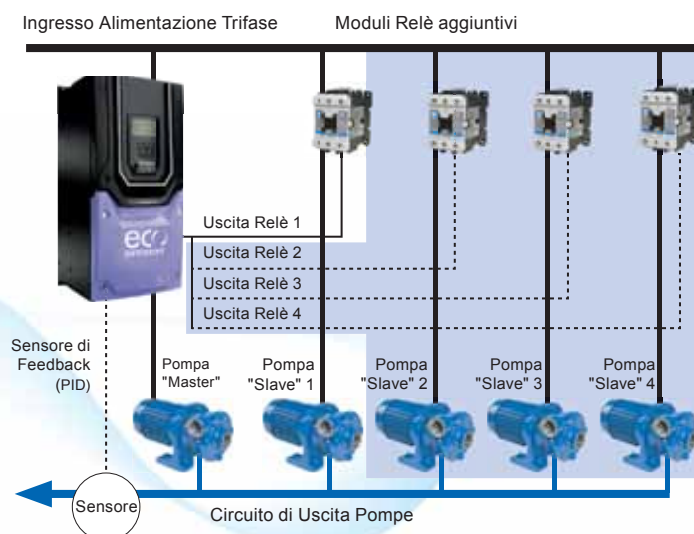 Ingresso Alimentazione Trifase
Moduli Relè aggiuntivi
eco
Uscita Relè 1
Uscita Relè 2
Uscita Relè 3
Uscita Relè 4
Sensore di
Feedback
(PID)
Pompa
"Master"
Pompa
"Slave" 1
Pompa
"Slave" 2
Pompa
"Slave" 3
Pompa
"Slave" 4
Sensore
Circuito di Uscita Pompe